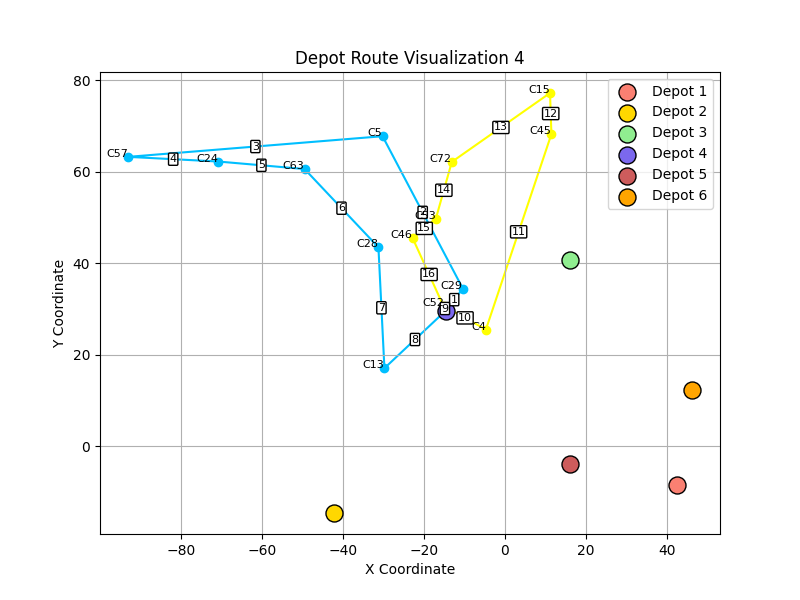 Depot Route Visualization 4
Depot 1
Depot 2
Depot 3
Depot 4
Depot 5
Depot 6
C15
12
C45
13
C5
3
C57
4
C24
5
C63
C72
14
6
2
C53
15
11
C46
C28
16
C29
1
C52
9
7
10
C4
8
C13
80
60
40
20
0
Y Coordinate
−80
−60
−40
−20
0
20
40
X Coordinate